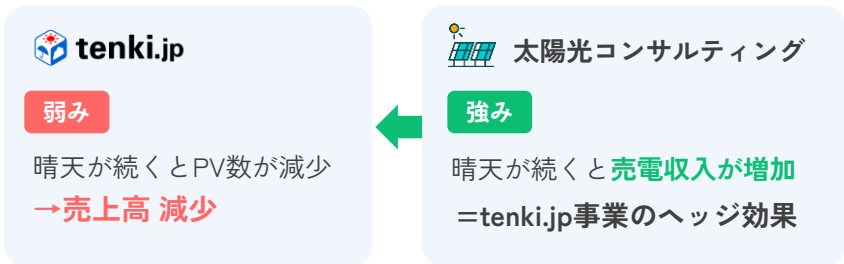 tenki.jp
弱み
晴天が続くとPV数が減少
→売上高 減少
太陽光コンサルティング
強み
晴天が続くと売電収入が増加
＝tenki.jp事業のヘッジ効果